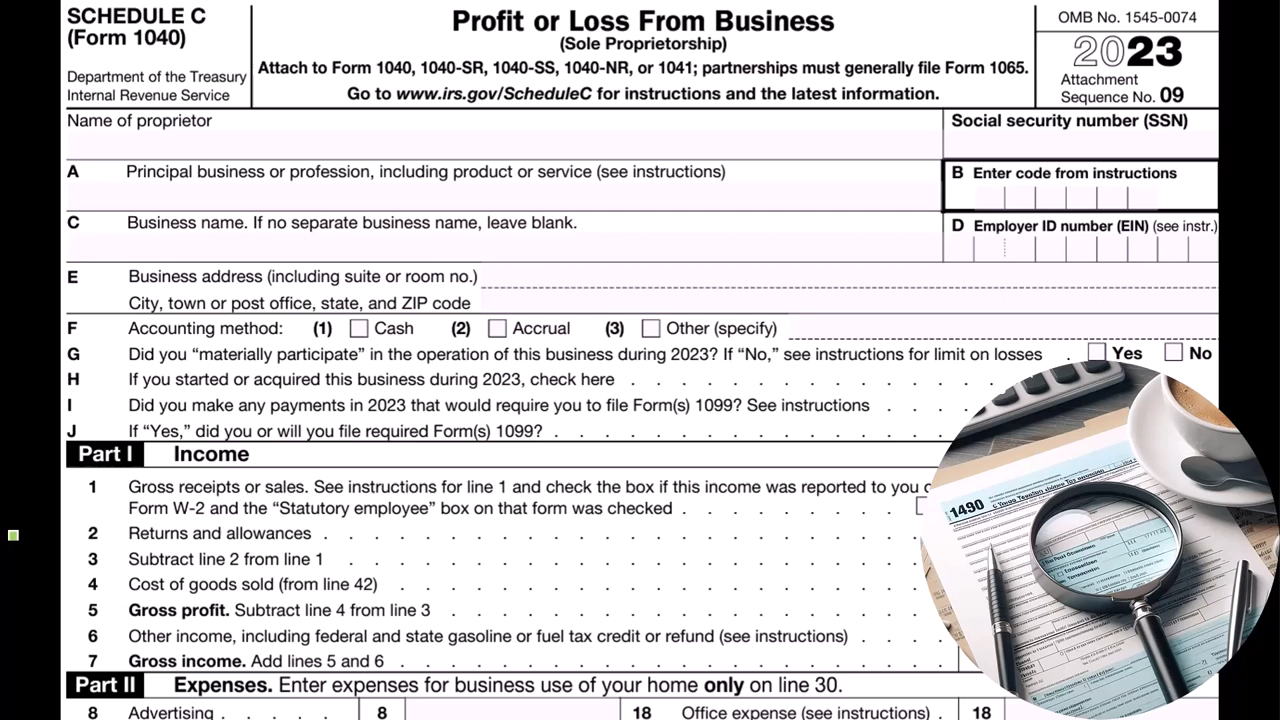 SCHEDULE C
(Form 1040)
Department of the Treasury
Internal Revenue Service
Profit or Loss From Business
(Sole Proprietorship)
Attach to Form 1040, 1040-SR, 1040-SS, 1040-NR, or 1041; partnerships must generally file Form 1065.
Go to www.irs.gov/ScheduleC for instructions and the latest information.
OMB No. 1545-0074
2023
Attachment
Sequence No. 09
Name of proprietor
Social security number (SSN)
A Principal business or profession, including product or service (see instructions)
B Enter code from instructions
C Business name. If no separate business name, leave blank.
D Employer ID number (EIN) (see instr.)
E Business address (including suite or room no.)
City, town or post office, state, and ZIP code
F Accounting method: (1) Cash (2) Accrual (3) Other (specify)
G Did you “materially participate” in the operation of this business during 2023? If “No,” see instructions for limit on losses . Yes No
H If you started or acquired this business during 2023, check here . . . . . . . . . . . . . . .
I Did you make any payments in 2023 that would require you to file Form(s) 1099? See instructions . . .
J If “Yes,” did you or will you file required Form(s) 1099? . . . . . . . . . . . . . . . .
Part I Income
1 Gross receipts or sales. See instructions for line 1 and check the box if this income was reported to you
Form W-2 and the “Statutory employee” box on that form was checked . . . . . . . . .
2 Returns and allowances . . . . . . . . . . . . . . . . . . . . . . .
3 Subtract line 2 from line 1 . . . . . . . . . . . . . . . . . . . . . .
4 Cost of goods sold (from line 42) . . . . . . . . . . . . . . . . . . . .
5 Gross profit. Subtract line 4 from line 3 . . . . . . . . . . . . . . . . . .
6 Other income, including federal and state gasoline or fuel tax credit or refund (see instructions) . . .
7 Gross income. Add lines 5 and 6 . . . . . . . . . . . . . . . . . . . . .
1490
Part II Expenses. Enter expenses for business use of your home only on line 30.
8 Advertising . . . . . 8
18 Office expense (see instructions) . 18